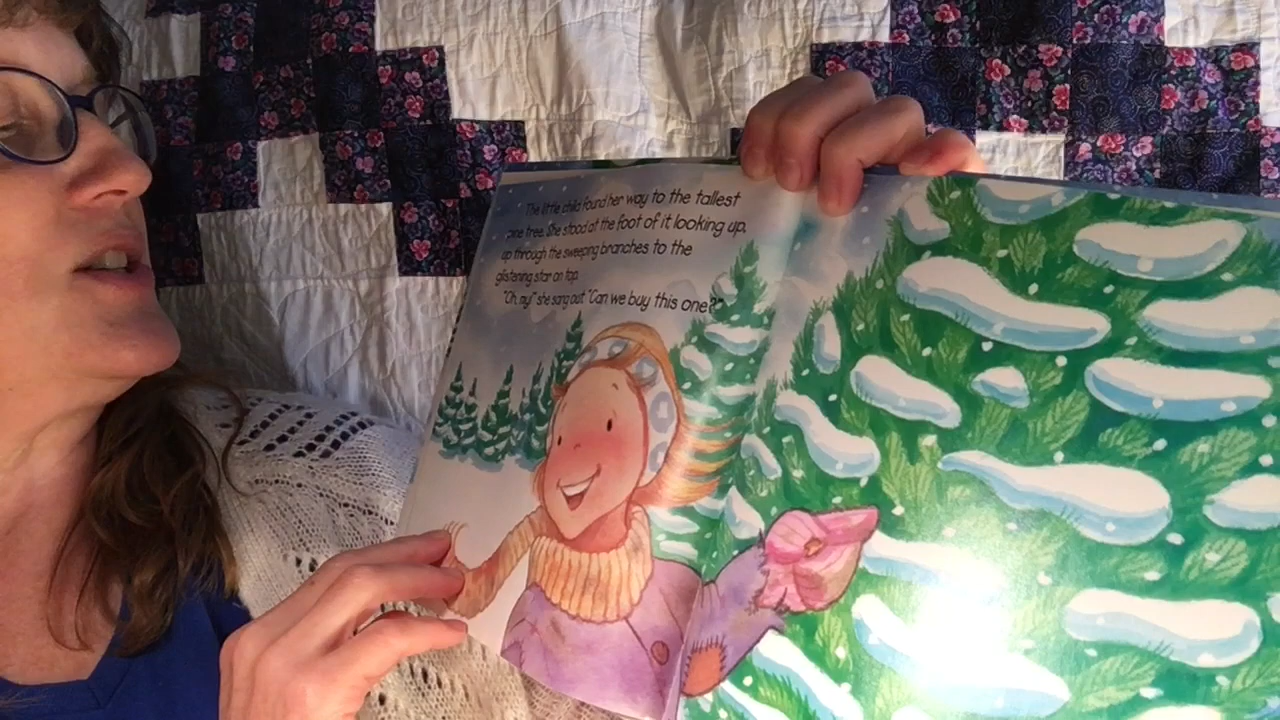 The little child found her way to the tallest
pine tree. She stood at the foot of it looking up,
up through the sweeping branches to the
glistening star on top.
"Oh, my!" she sang out. "Can we buy this one?"